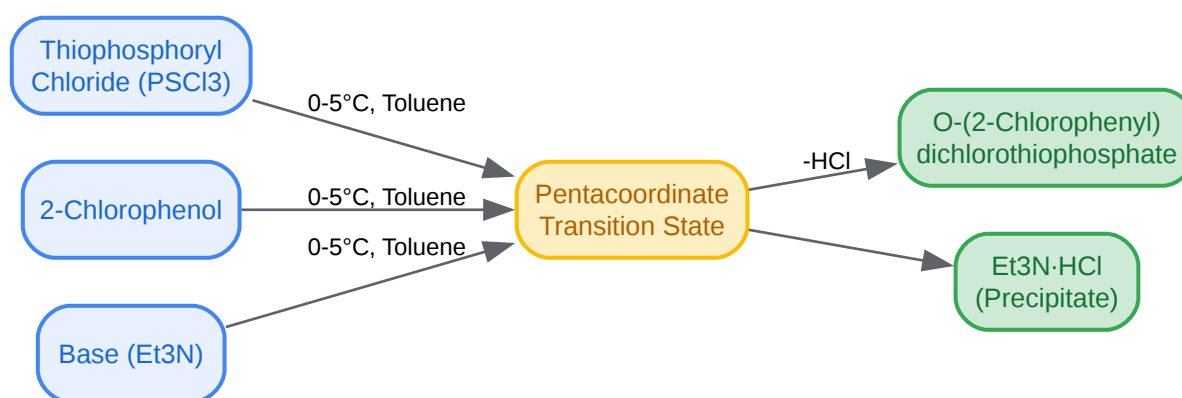 Thiophosphoryl
Chloride (PSCl3)
0-5°C, Toluene
O-(2-Chlorophenyl)
dichlorothiophosphate
-HCl
2-Chlorophenol
0-5°C, Toluene
Pentacoordinate
Transition State
0-5°C, Toluene
Et3N·HCl
(Precipitate)
Base (Et3N)